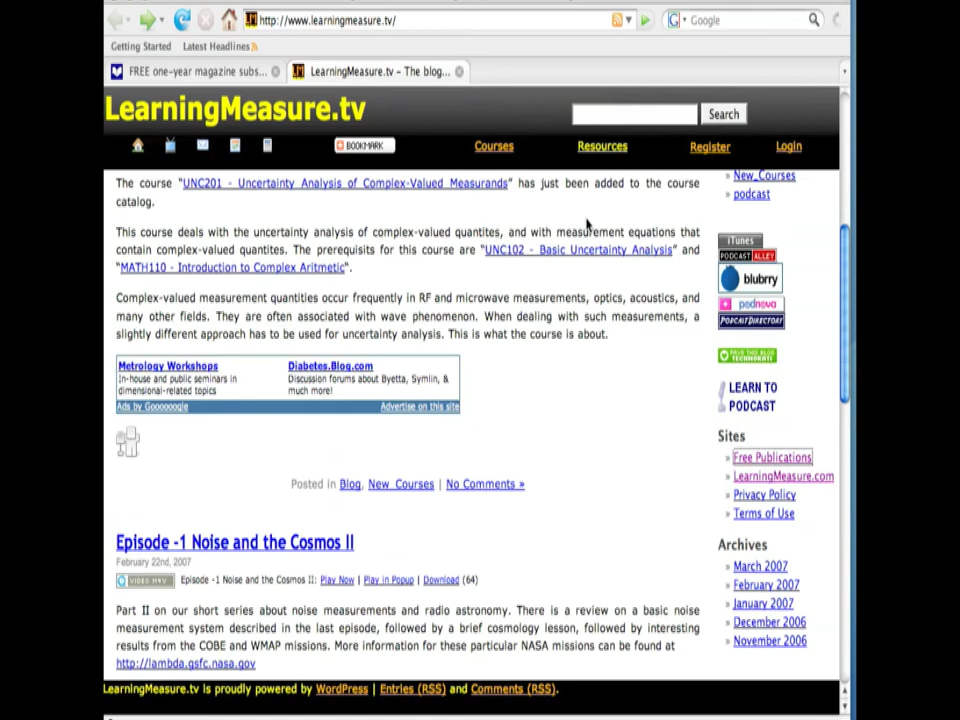 http://www.learningmeasure.tv/
Google
Getting Started Latest Headlines
FREE one-year magazine subs...
LearningMeasure.tv – The blog...
LearningMeasure.tv
Search
BOOKMARK
Courses
Resources
Register
Login
The course "UNC201 - Uncertainty Analysis of Complex-Valued Measurands" has just been added to the course
catalog.
This course deals with the uncertainty analysis of complex-valued quantites, and with measurement equations that
contain complex-valued quantites. The prerequisites for this course are "UNC102 - Basic Uncertainty Analysis" and
"MATH110 - Introduction to Complex Aritmetic".
Complex-valued measurement quantities occur frequently in RF and microwave measurements, optics, acoustics, and
many other fields. They are often associated with wave phenomenon. When dealing with such measurements, a
slightly different approach has to be used for uncertainty analysis. This is what the course is about.
Metrology Workshops
In-house and public seminars in
dimensional-related topics
Diabetes.Blog.com
Discussion forums about Byetta, Symlin, &
much more!
Ads by Goooooogle
Advertise on this site
Posted in Blog, New_Courses | No Comments »
Episode -1 Noise and the Cosmos II
February 22nd, 2007
VIDEO M4V Episode -1 Noise and the Cosmos II: Play Now | Play in Popup | Download (64)
Part II on our short series about noise measurements and radio astronomy. There is a review on a basic noise
measurement system described in the last episode, followed by a brief cosmology lesson, followed by interesting
results from the COBE and WMAP missions. More information for these particular NASA missions can be found at
http://lambda.gsfc.nasa.gov
» New_Courses
» podcast
iTunes
PODCAST ALLEY
blubrry
podnova
PODCASTDIRECTORY
FAVE THIS BLOG
TECHNORATI
LEARN TO
PODCAST
Sites
» Free Publications
» LearningMeasure.com
» Privacy Policy
» Terms of Use
Archives
» March 2007
» February 2007
» January 2007
» December 2006
» November 2006
LearningMeasure.tv is proudly powered by WordPress | Entries (RSS) and Comments (RSS).